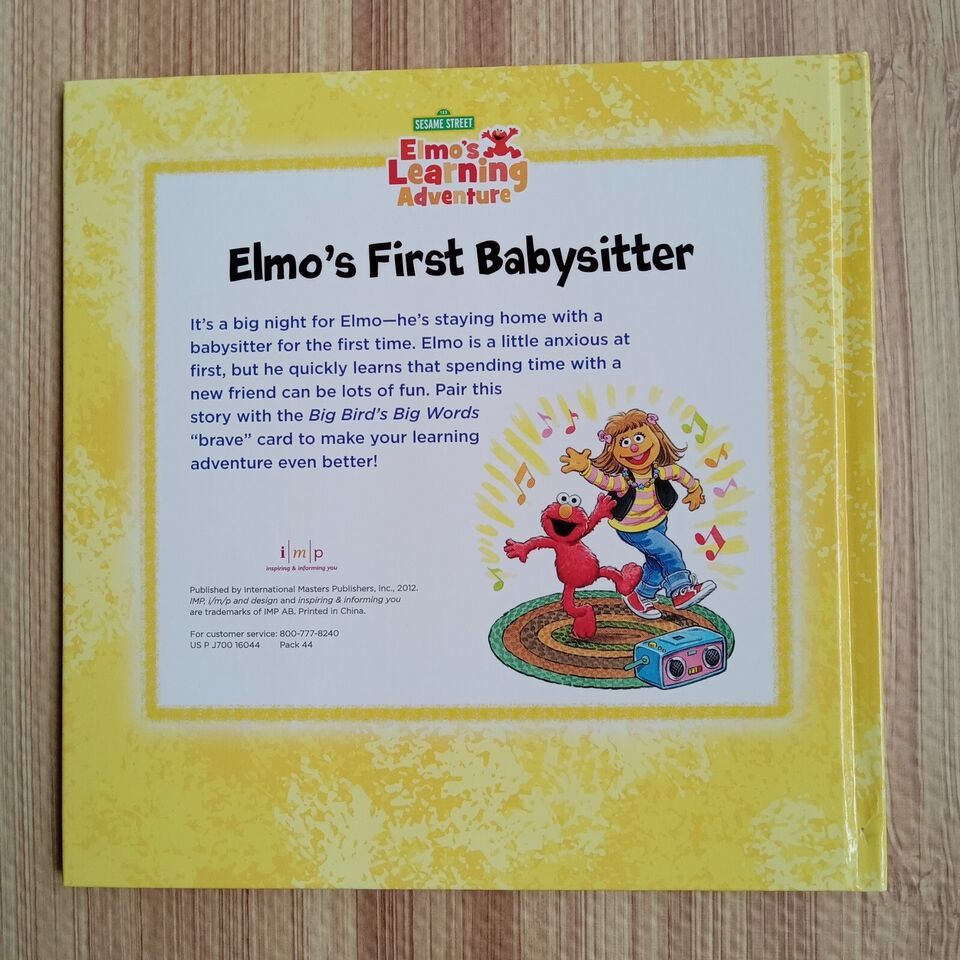 123
SESAME STREET
Elmo's
Learning
Adventure
Elmo's First Babysitter
It's a big night for Elmo—he's staying home with a
babysitter for the first time. Elmo is a little anxious at
first, but he quickly learns that spending time with a
new friend can be lots of fun. Pair this
story with the Big Bird's Big Words
“brave” card to make your learning
adventure even better!
i|m|p
inspiring & informing you
Published by International Masters Publishers, Inc., 2012.
IMP, i/m/p and design and inspiring & informing you
are trademarks of IMP AB. Printed in China.
For customer service: 800-777-8240
US P J700 16044 Pack 44